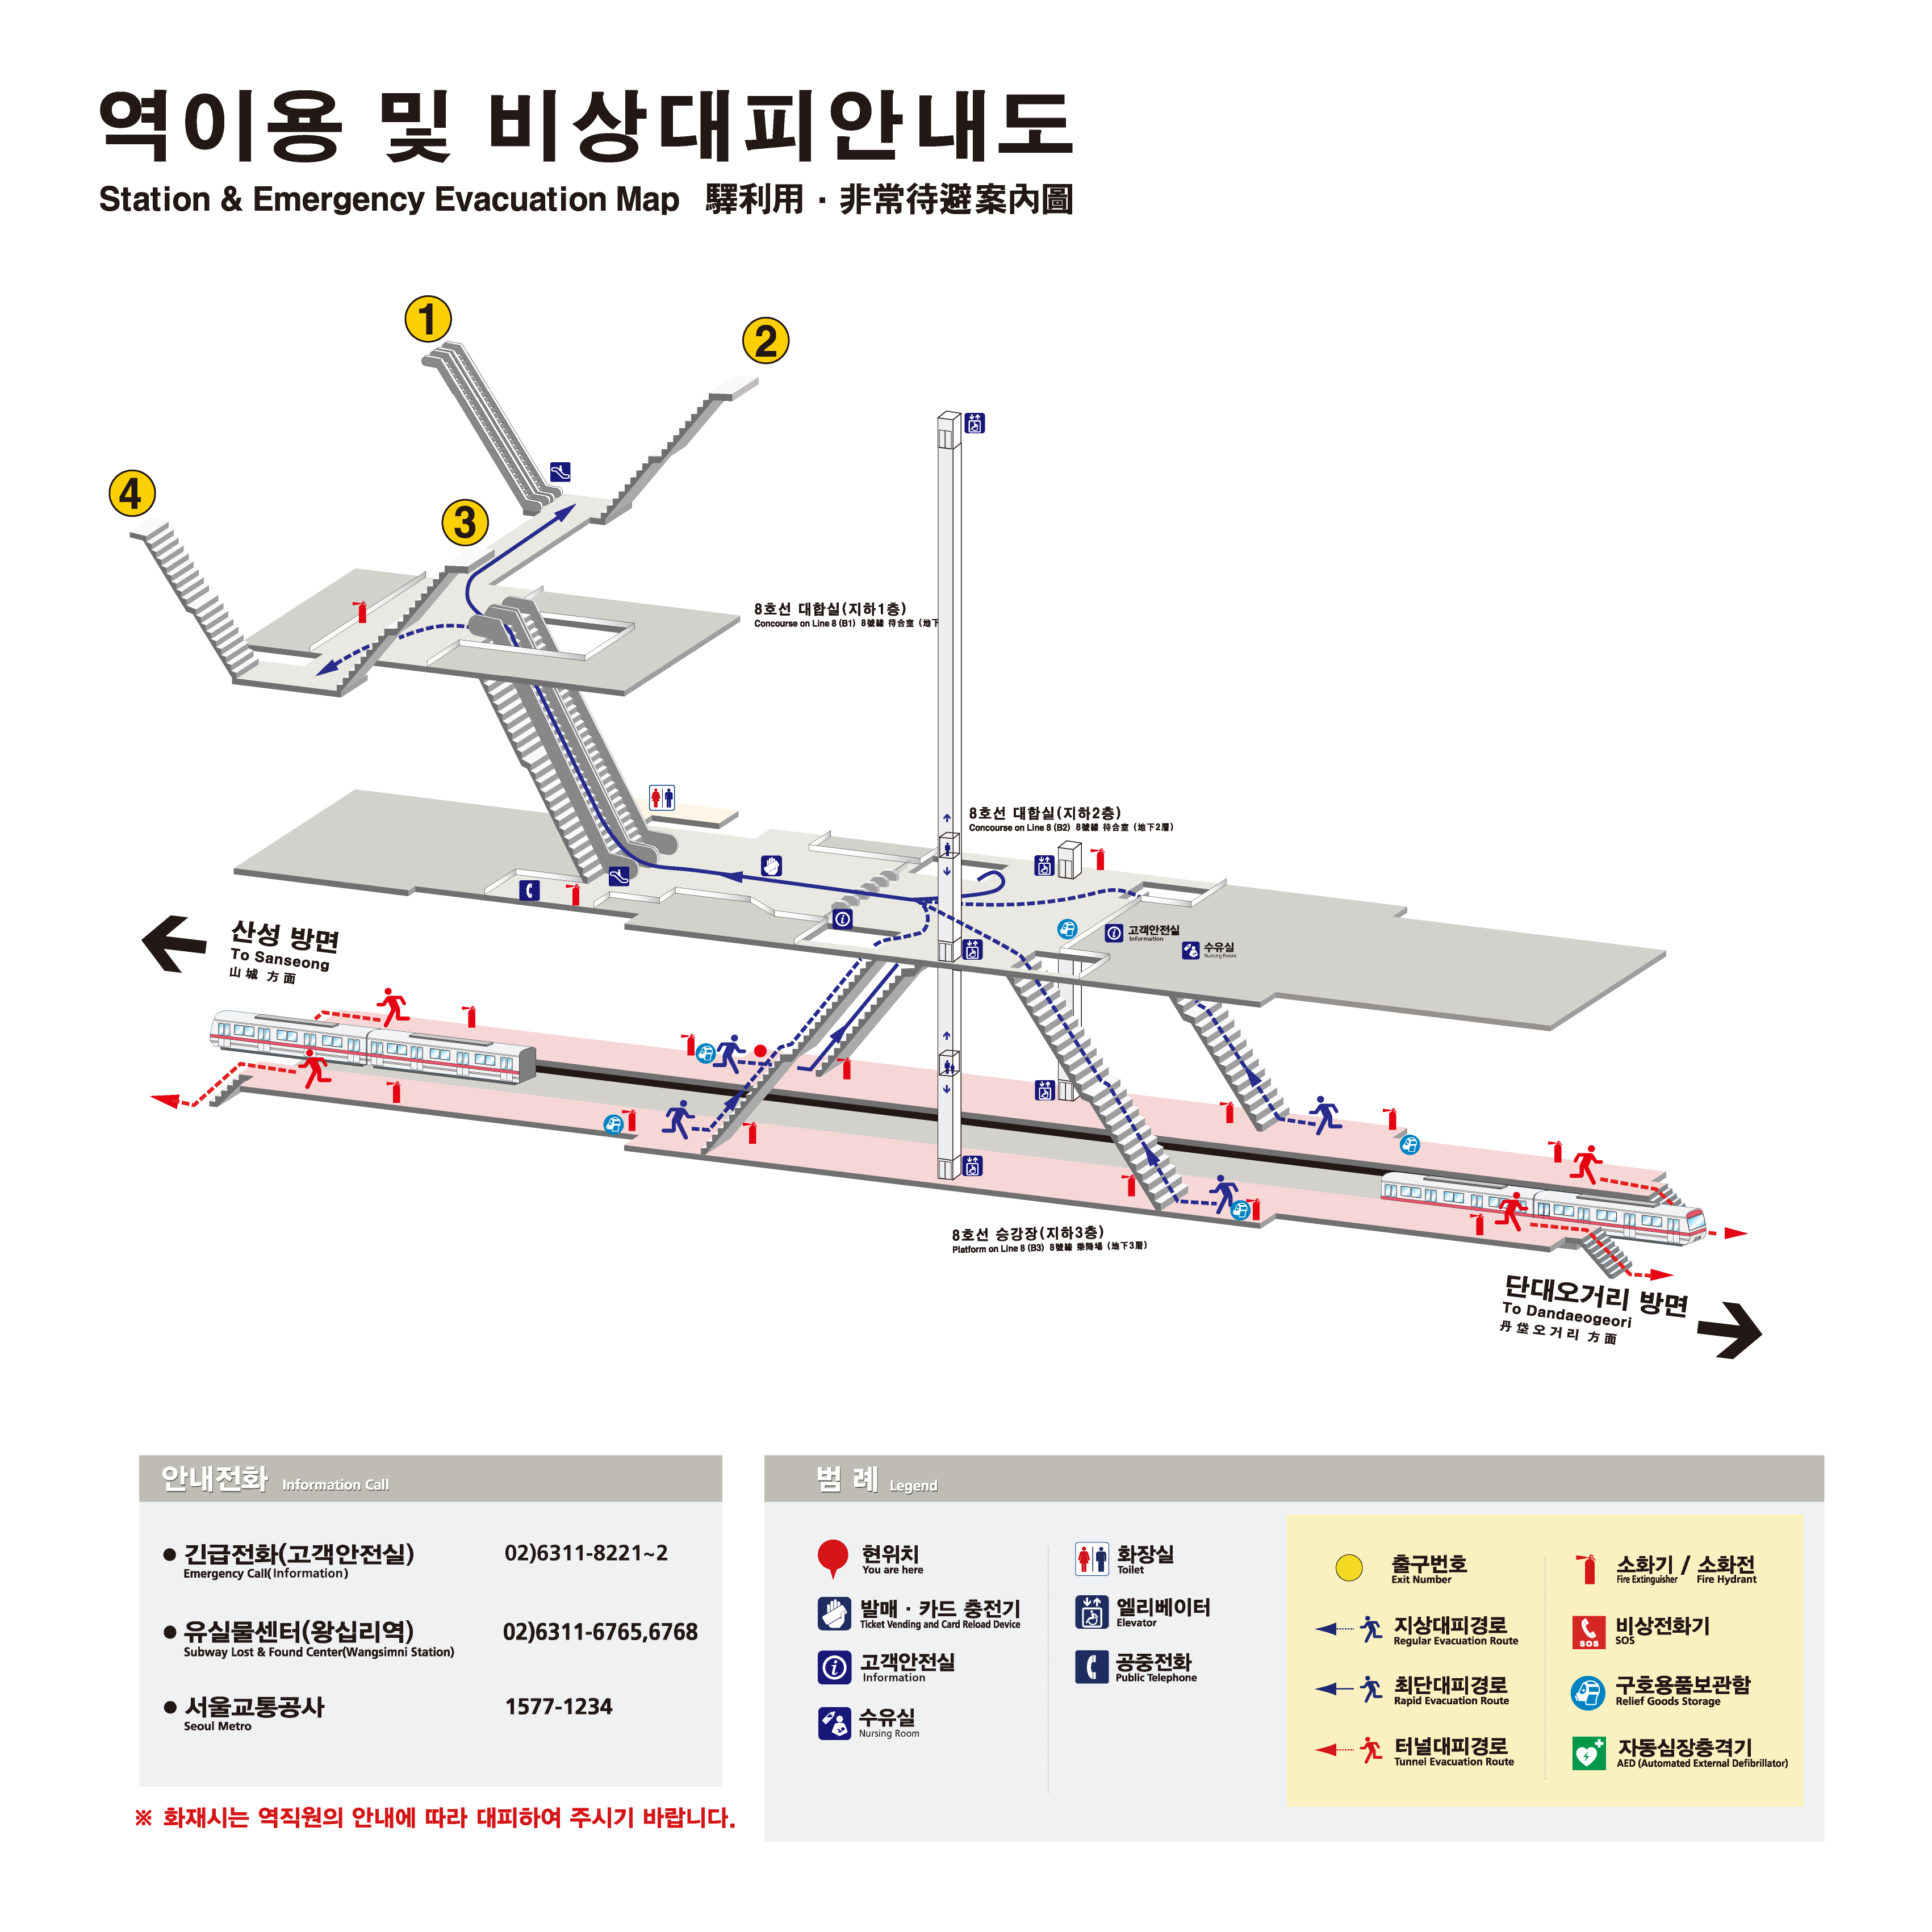 역이용 및 비상대피안내도
Station & Emergency Evacuation Map 驛利用 · 非常待避案內圖
1
2
4
3
8호선 대합실(지하1층)
Concourse on Line 8 (B1) 8號線 待合室 (地下
8호선 대합실(지하2층)
Concourse on Line 8 (B2) 8號線 待合室 (地下2層)
고객안전실
Information
수유실
Nursing Room
산성 방면
To Sanseong
山城 方面
8호선 승강장(지하3층)
Platform on Line 8 (B3) 8號線 乘降場 (地下3層)
단대오거리 방면
To Dandaeogeori
丹垈오거리 方面
안내전화 Information Call
● 긴급전화(고객안전실) 02)6311-8221~2
Emergency Call(Information)
● 유실물센터(왕십리역) 02)6311-6765,6768
Subway Lost & Found Center(Wangsimni Station)
● 서울교통공사 1577-1234
Seoul Metro
※ 화재시는 역직원의 안내에 따라 대피하여 주시기 바랍니다.
범 례 Legend
현위치
You are here
발매 · 카드 충전기
Ticket Vending and Card Reload Device
고객안전실
Information
수유실
Nursing Room
화장실
Toilet
엘리베이터
Elevator
공중전화
Public Telephone
출구번호
Exit Number
지상대피경로
Regular Evacuation Route
최단대피경로
Rapid Evacuation Route
터널대피경로
Tunnel Evacuation Route
소화기 / 소화전
Fire Extinguisher Fire Hydrant
SOS
비상전화기
SOS
구호용품보관함
Relief Goods Storage
자동심장충격기
AED (Automated External Defibrillator)